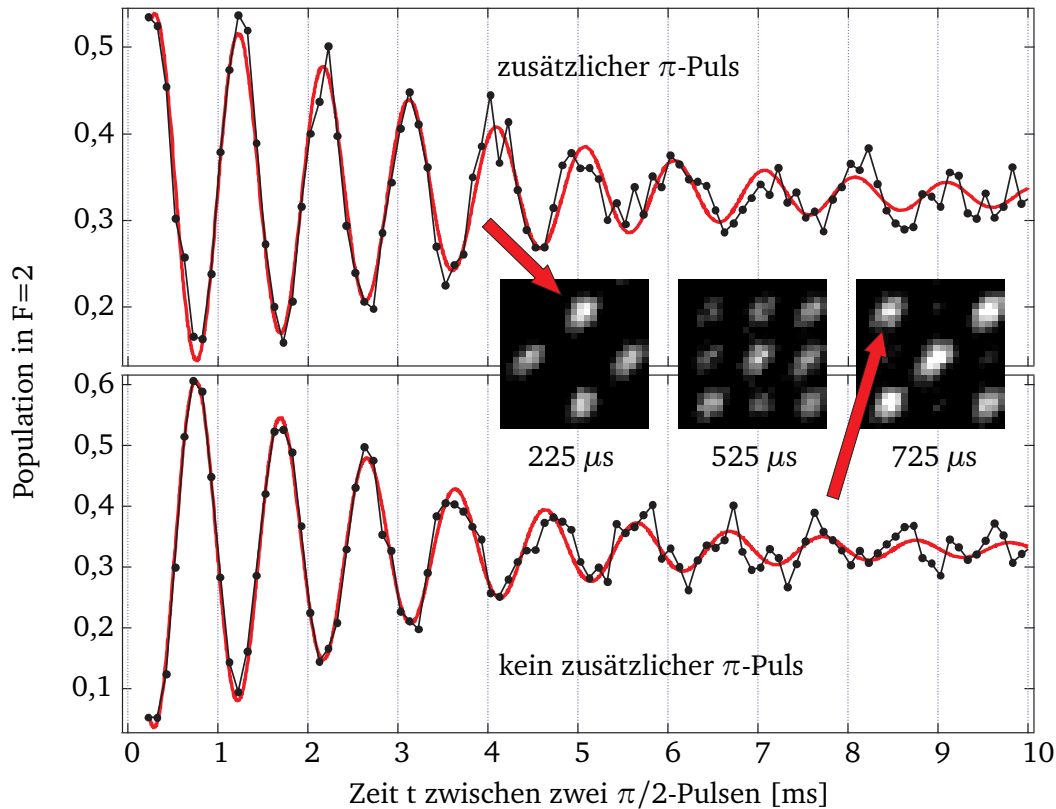 0,5
zusätzlicher π-Puls
0,4
0,3
0,2
Population in F=2
0,6
0,5
225 μs
525 μs
725 μs
0,4
0,3
0,2
kein zusätzlicher π-Puls
0,1
0 1 2 3 4 5 6 7 8 9 10
Zeit t zwischen zwei π/2-Pulsen [ms]